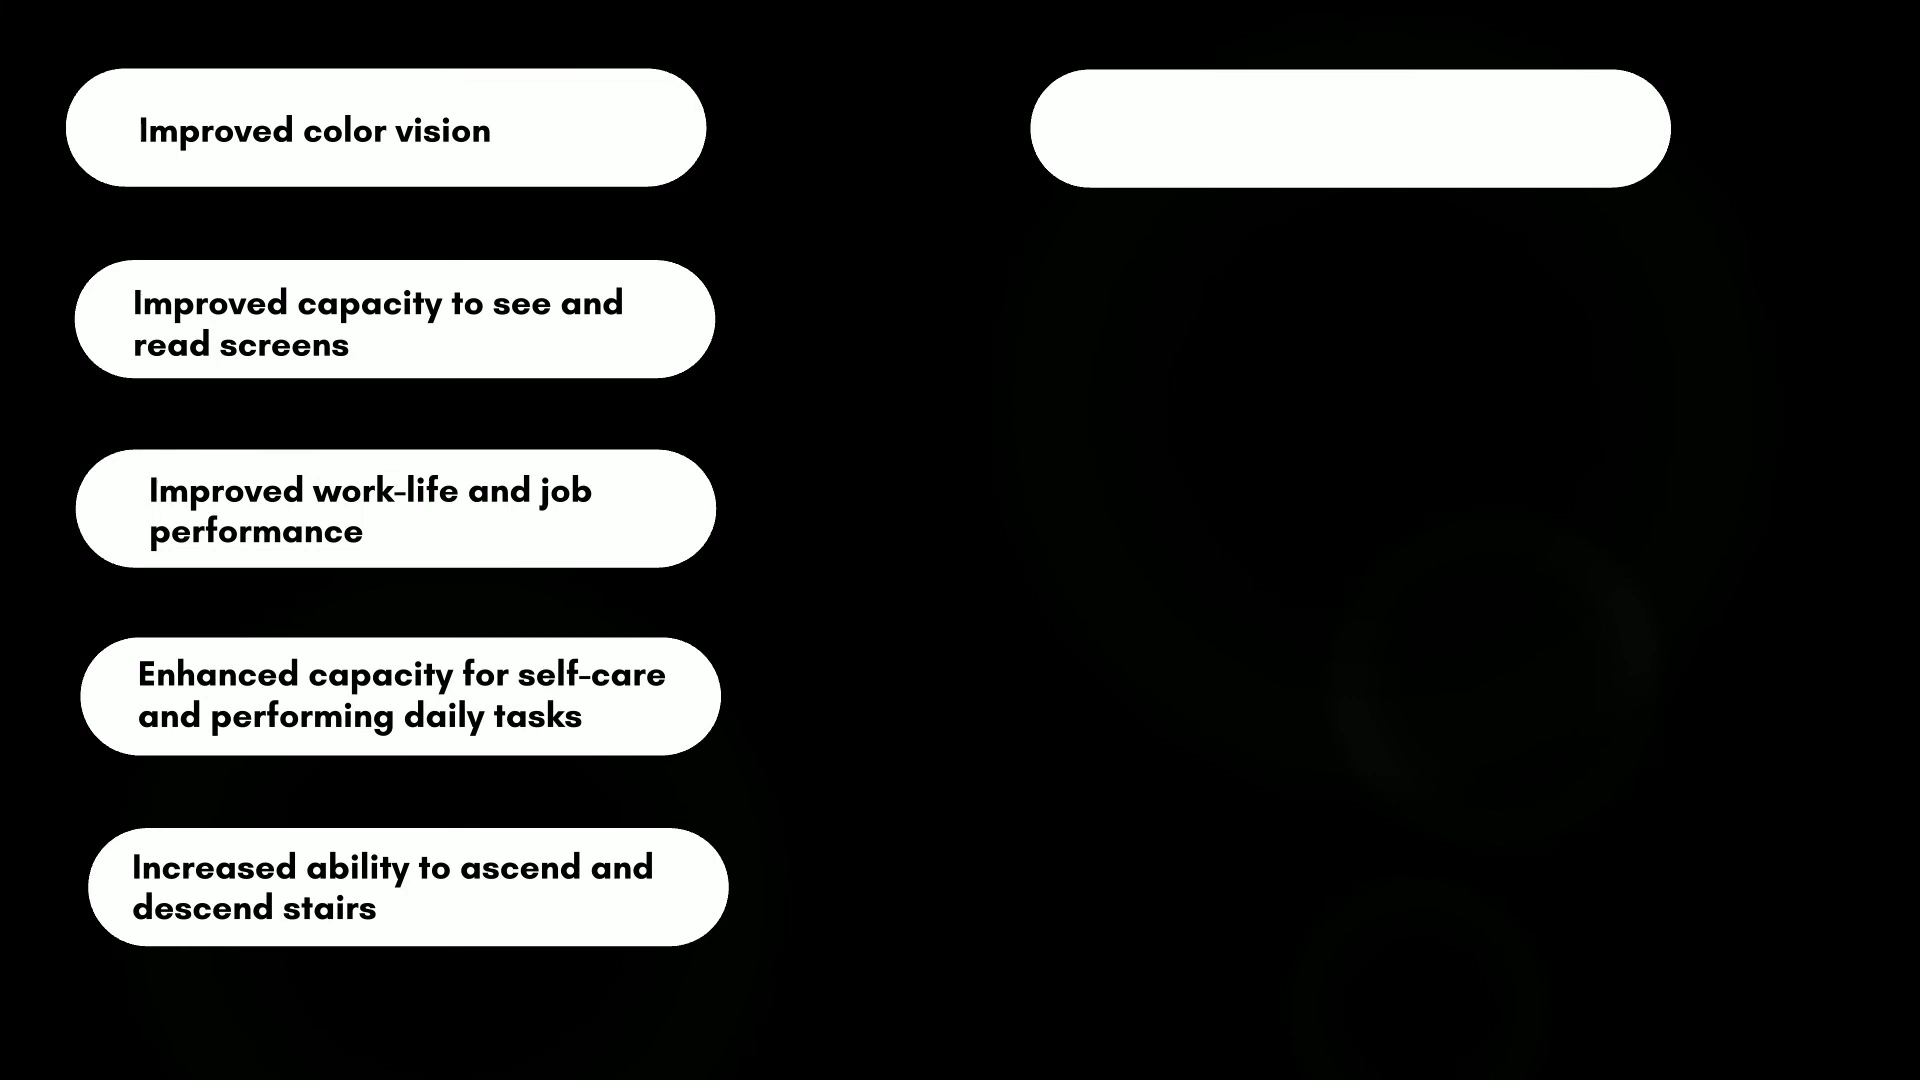 Improved color vision
Improved capacity to see and
read screens
Improved work-life and job
performance
Enhanced capacity for self-care
and performing daily tasks
Increased ability to ascend and
descend stairs